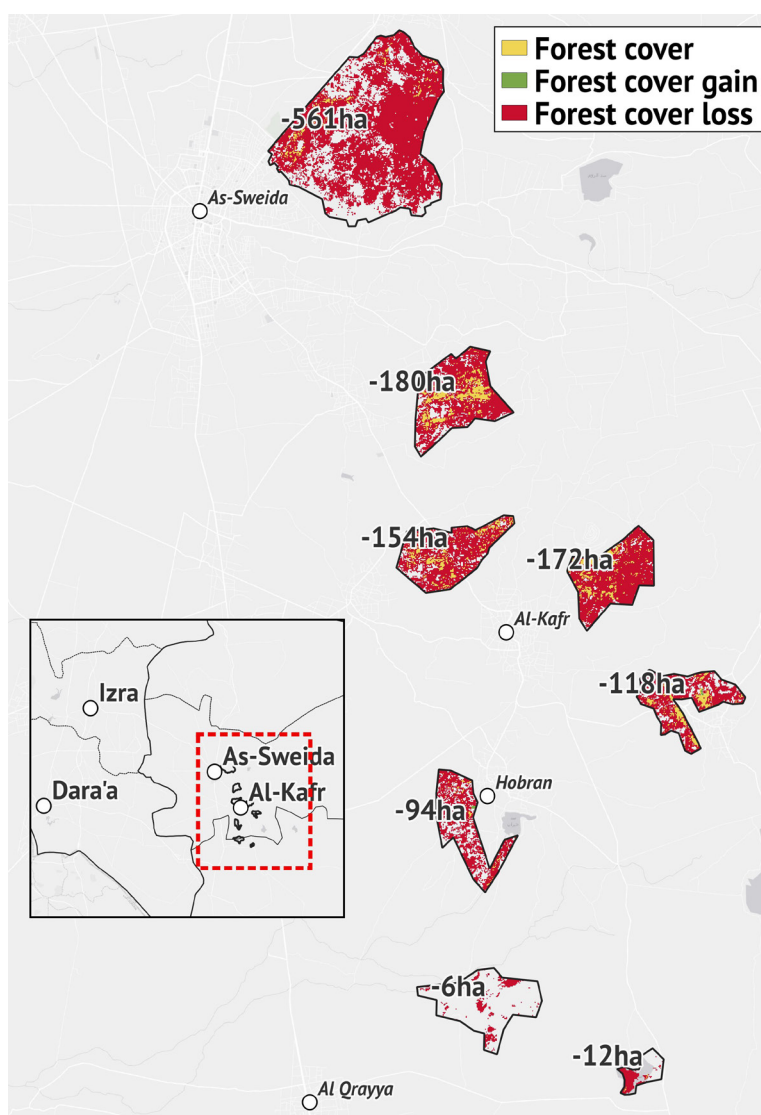 Forest cover
Forest cover gain
Forest cover loss
-561ha
As-Sweida
-180ha
-154ha
-172ha
Al-Kafr
-118ha
Izra
As-Sweida
Dara'a
Al-Kafr
Hobran
-94ha
-6ha
-12ha
Al Qrayya